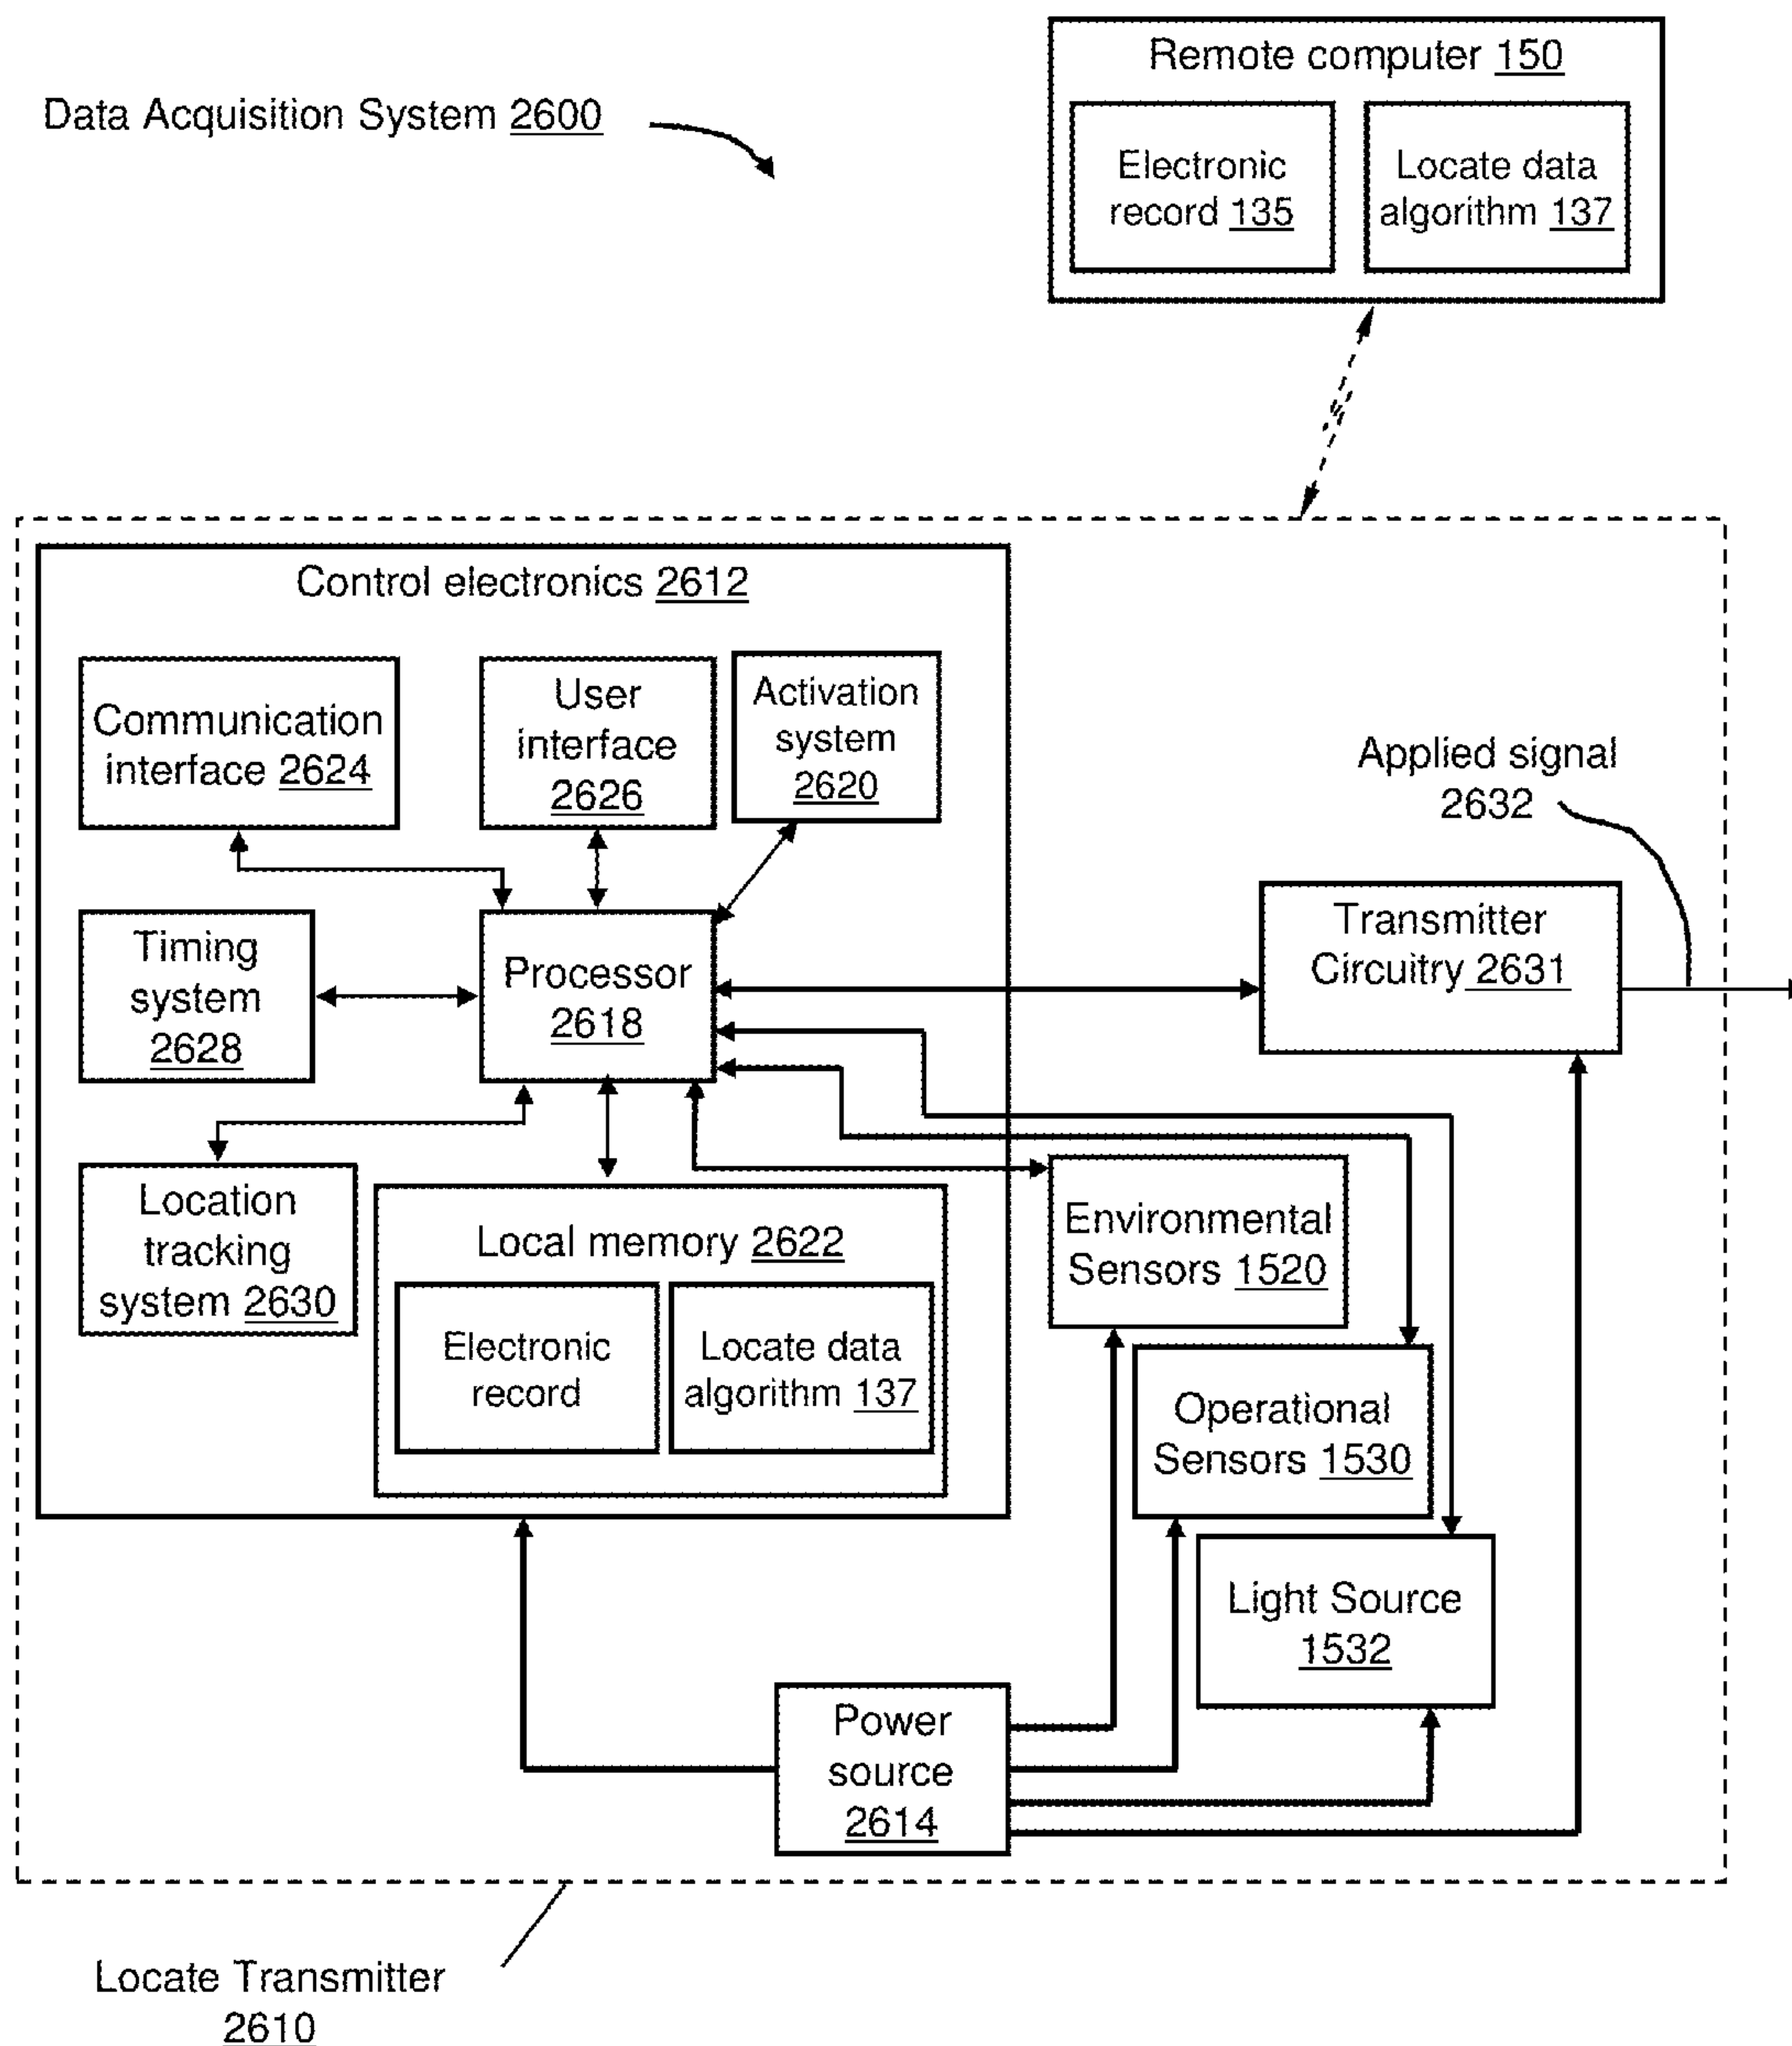 Remote computer 150
Data Acquisition System 2600
Electronic
record 135
Locate data
algorithm 137
Control electronics 2612
Communication
interface 2624
User
interface
2626
Activation
system
2620
Applied signal
2632
Timing
system
2628
Processor
2618
Transmitter
Circuitry 2631
Location
tracking
system 2630
Local memory 2622
Electronic
record
Locate data
algorithm 137
Environmental
Sensors 1520
Operational
Sensors 1530
Light Source
1532
Power
source
2614
Locate Transmitter
2610